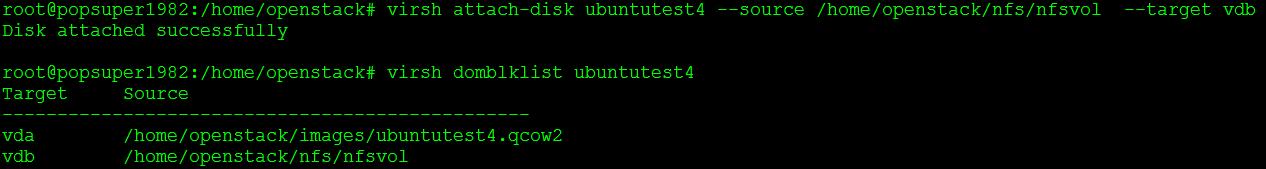 root@popsuper1982:/home/openstack# virsh attach-disk ubuntutest4 --source /home/openstack/nfs/nfsvol  --target vdb
Disk attached successfully

root@popsuper1982:/home/openstack# virsh domblklist ubuntutest4
Target     Source
------------------------------------------------
vda        /home/openstack/images/ubuntutest4.qcow2
vdb        /home/openstack/nfs/nfsvol